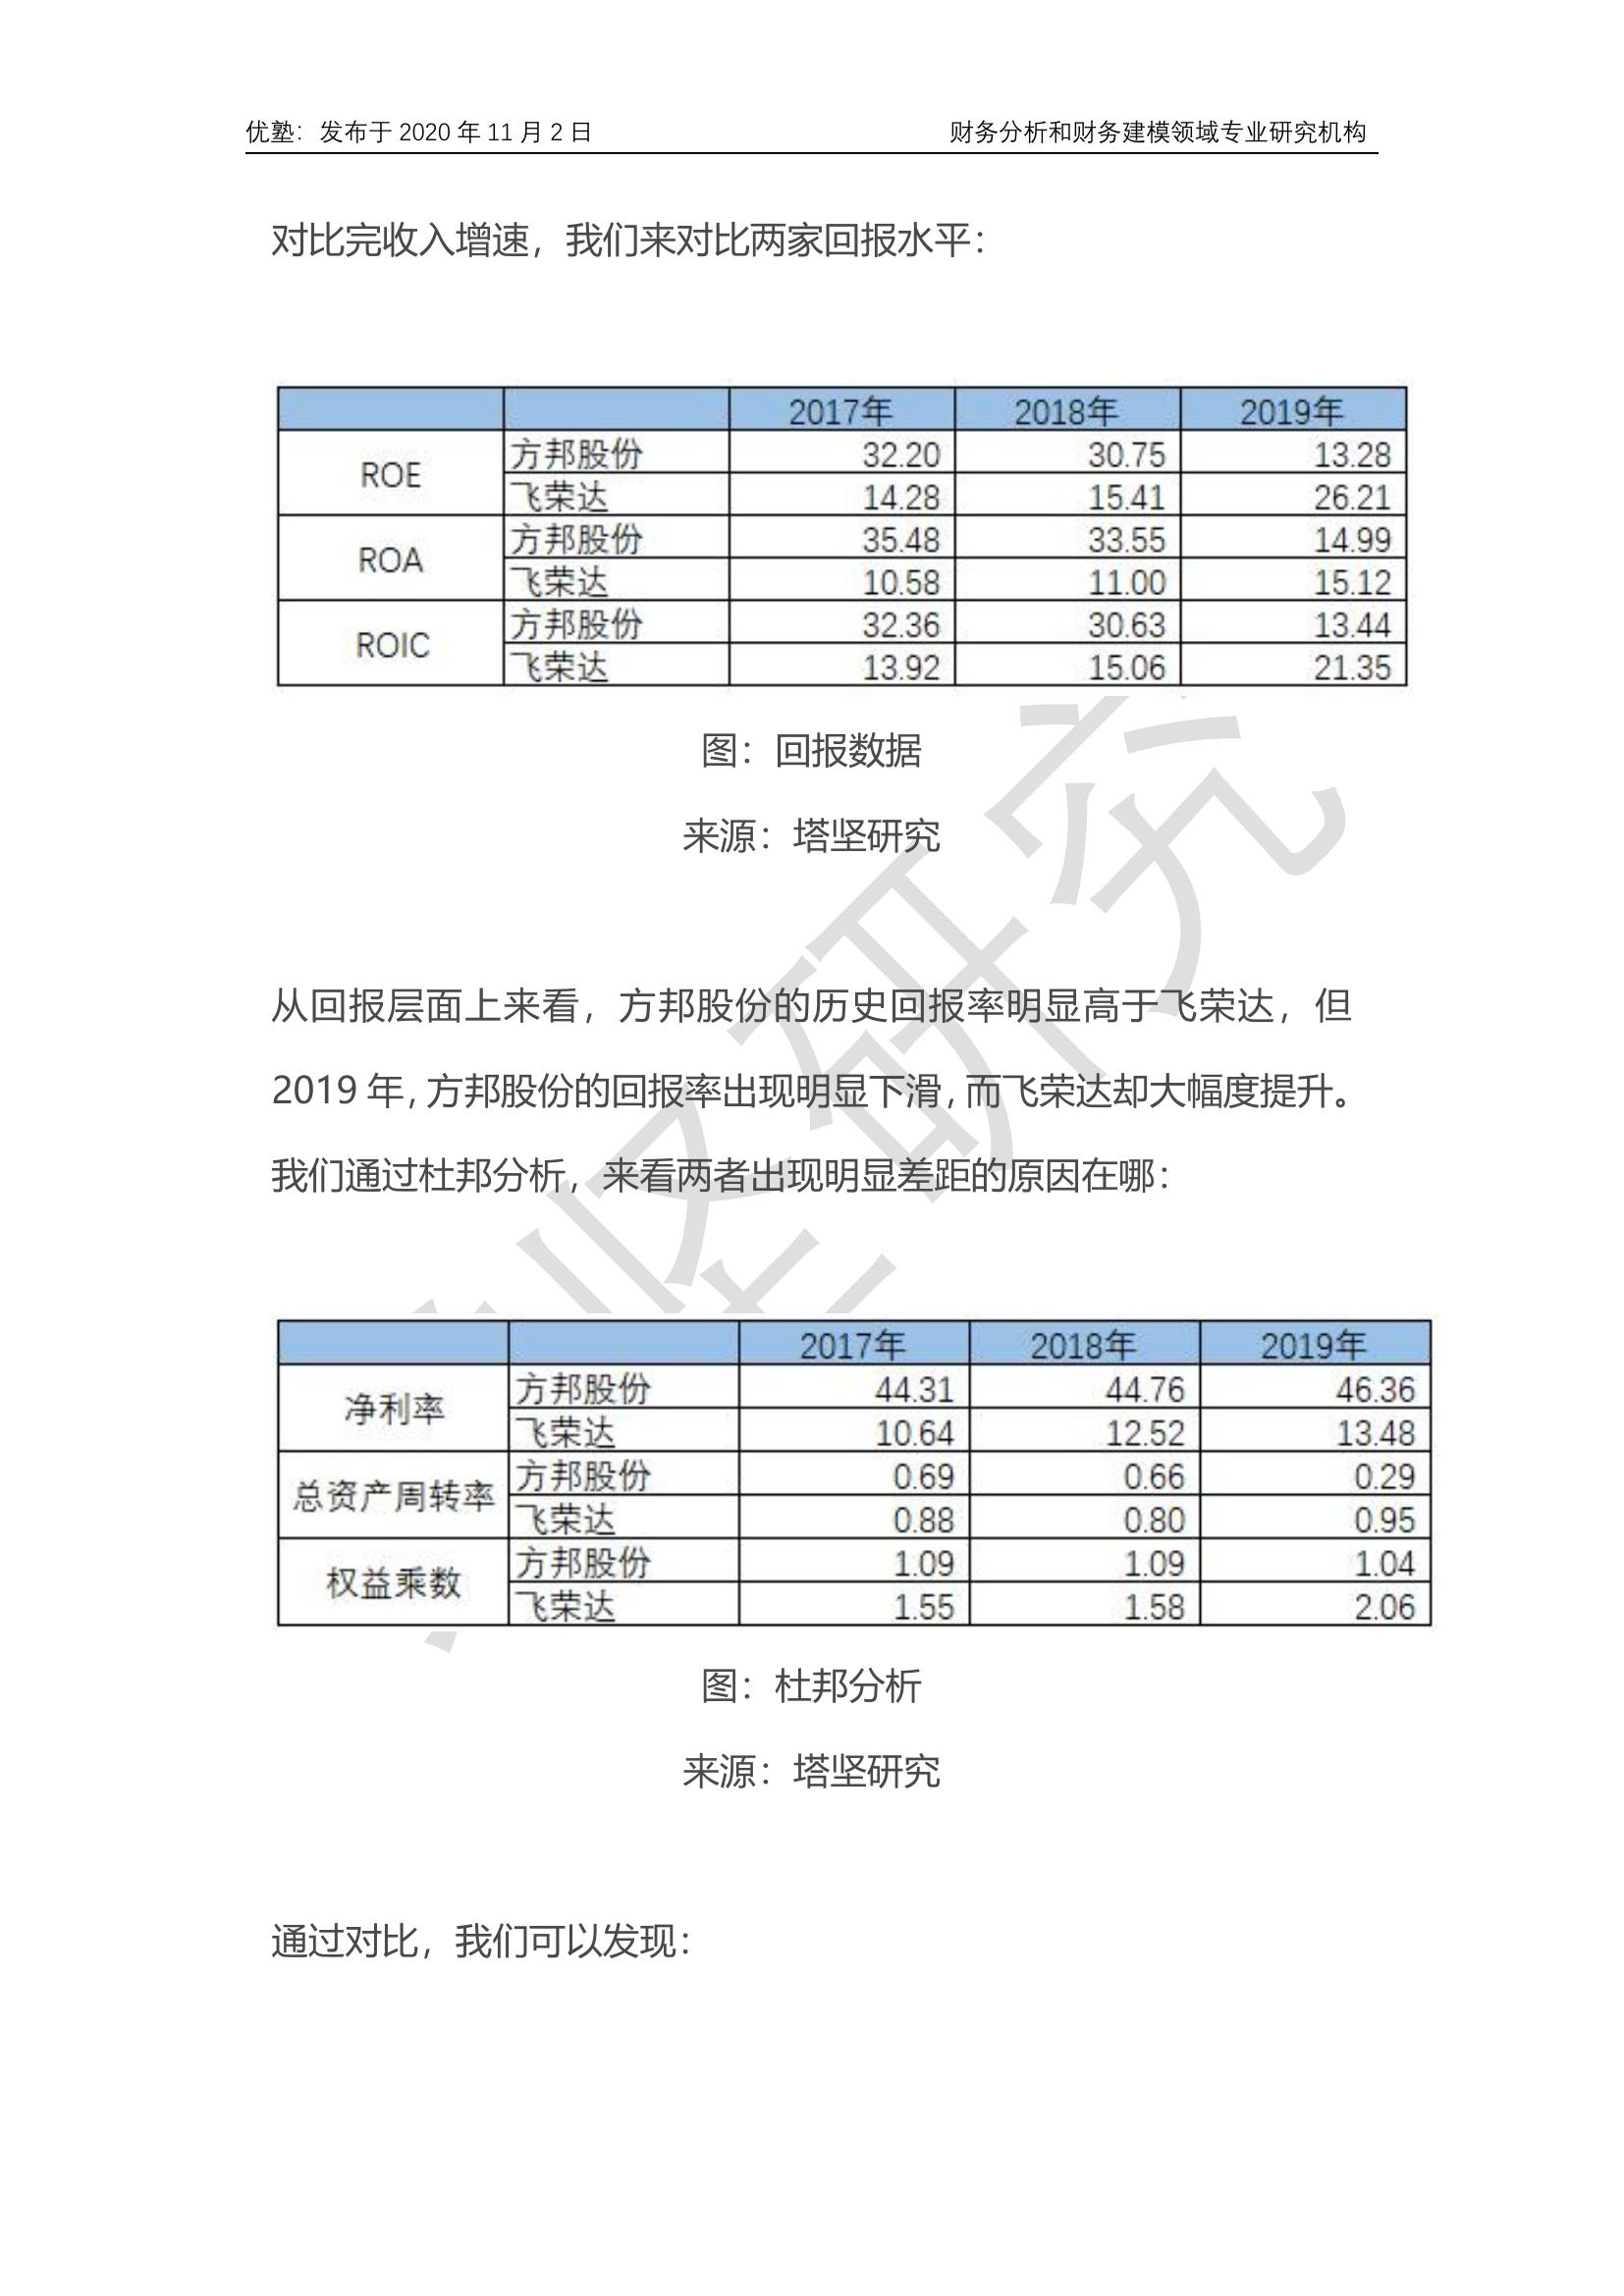 优塾：发布于 2020 年 11 月 2 日 财务分析和财务建模领域专业研究机构
对比完收入增速，我们来对比两家回报水平：
2017年 2018年 2019年
ROE 方邦股份 32.20 30.75 13.28
飞荣达 14.28 15.41 26.21
ROA 方邦股份 35.48 33.55 14.99
飞荣达 10.58 11.00 15.12
ROIC 方邦股份 32.36 30.63 13.44
飞荣达 13.92 15.06 21.35
图：回报数据
来源：塔坚研究
从回报层面上来看，方邦股份的历史回报率明显高于飞荣达，但
2019 年，方邦股份的回报率出现明显下滑，而飞荣达却大幅度提升。
我们通过杜邦分析，来看两者出现明显差距的原因在哪：
2017年 2018年 2019年
净利率 方邦股份 44.31 44.76 46.36
飞荣达 10.64 12.52 13.48
总资产周转率 方邦股份 0.69 0.66 0.29
飞荣达 0.88 0.80 0.95
权益乘数 方邦股份 1.09 1.09 1.04
飞荣达 1.55 1.58 2.06
图：杜邦分析
来源：塔坚研究
通过对比，我们可以发现：
坚研究